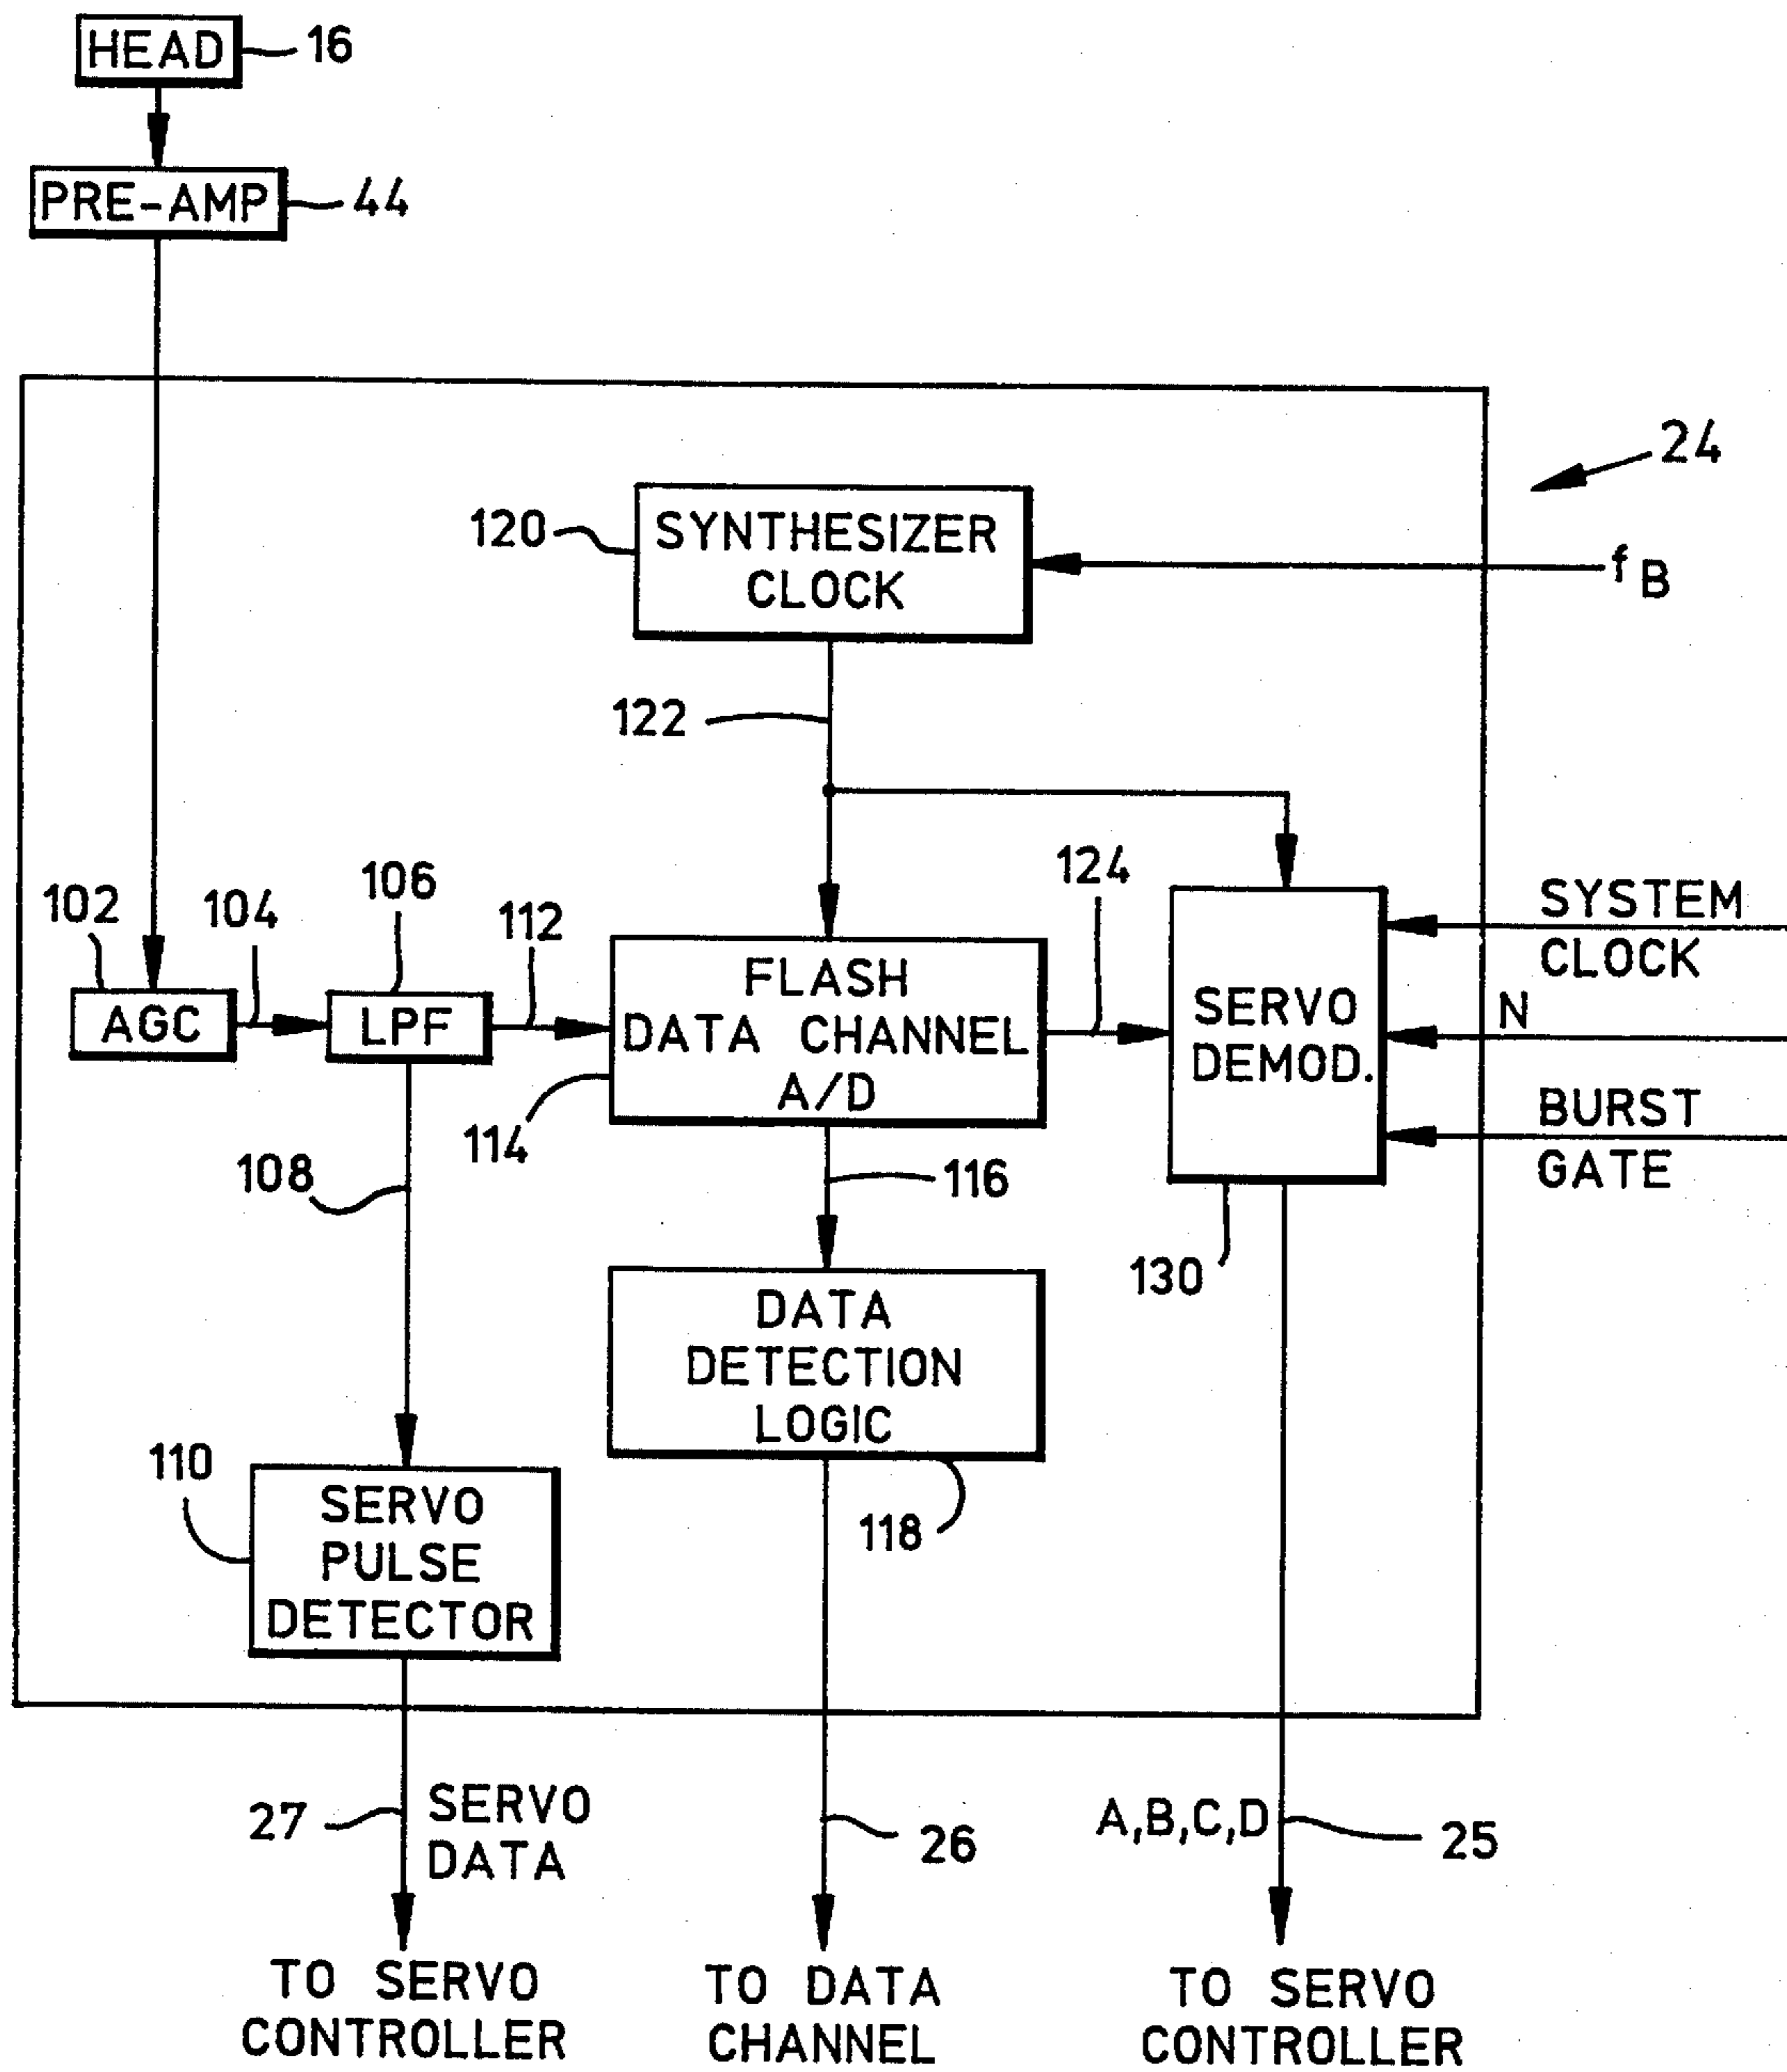 HEAD
16
PRE-AMP
44
24
120
SYNTHESIZER
CLOCK
f B
122
102
104
106
112
124
AGC
LPF
FLASH
DATA CHANNEL
A/D
SERVO
DEMOD.
SYSTEM
CLOCK
N
BURST
GATE
108
114
116
130
DATA
DETECTION
LOGIC
110
118
SERVO
PULSE
DETECTOR
27
SERVO
DATA
26
A,B,C,D
25
TO SERVO
CONTROLLER
TO DATA
CHANNEL
TO SERVO
CONTROLLER